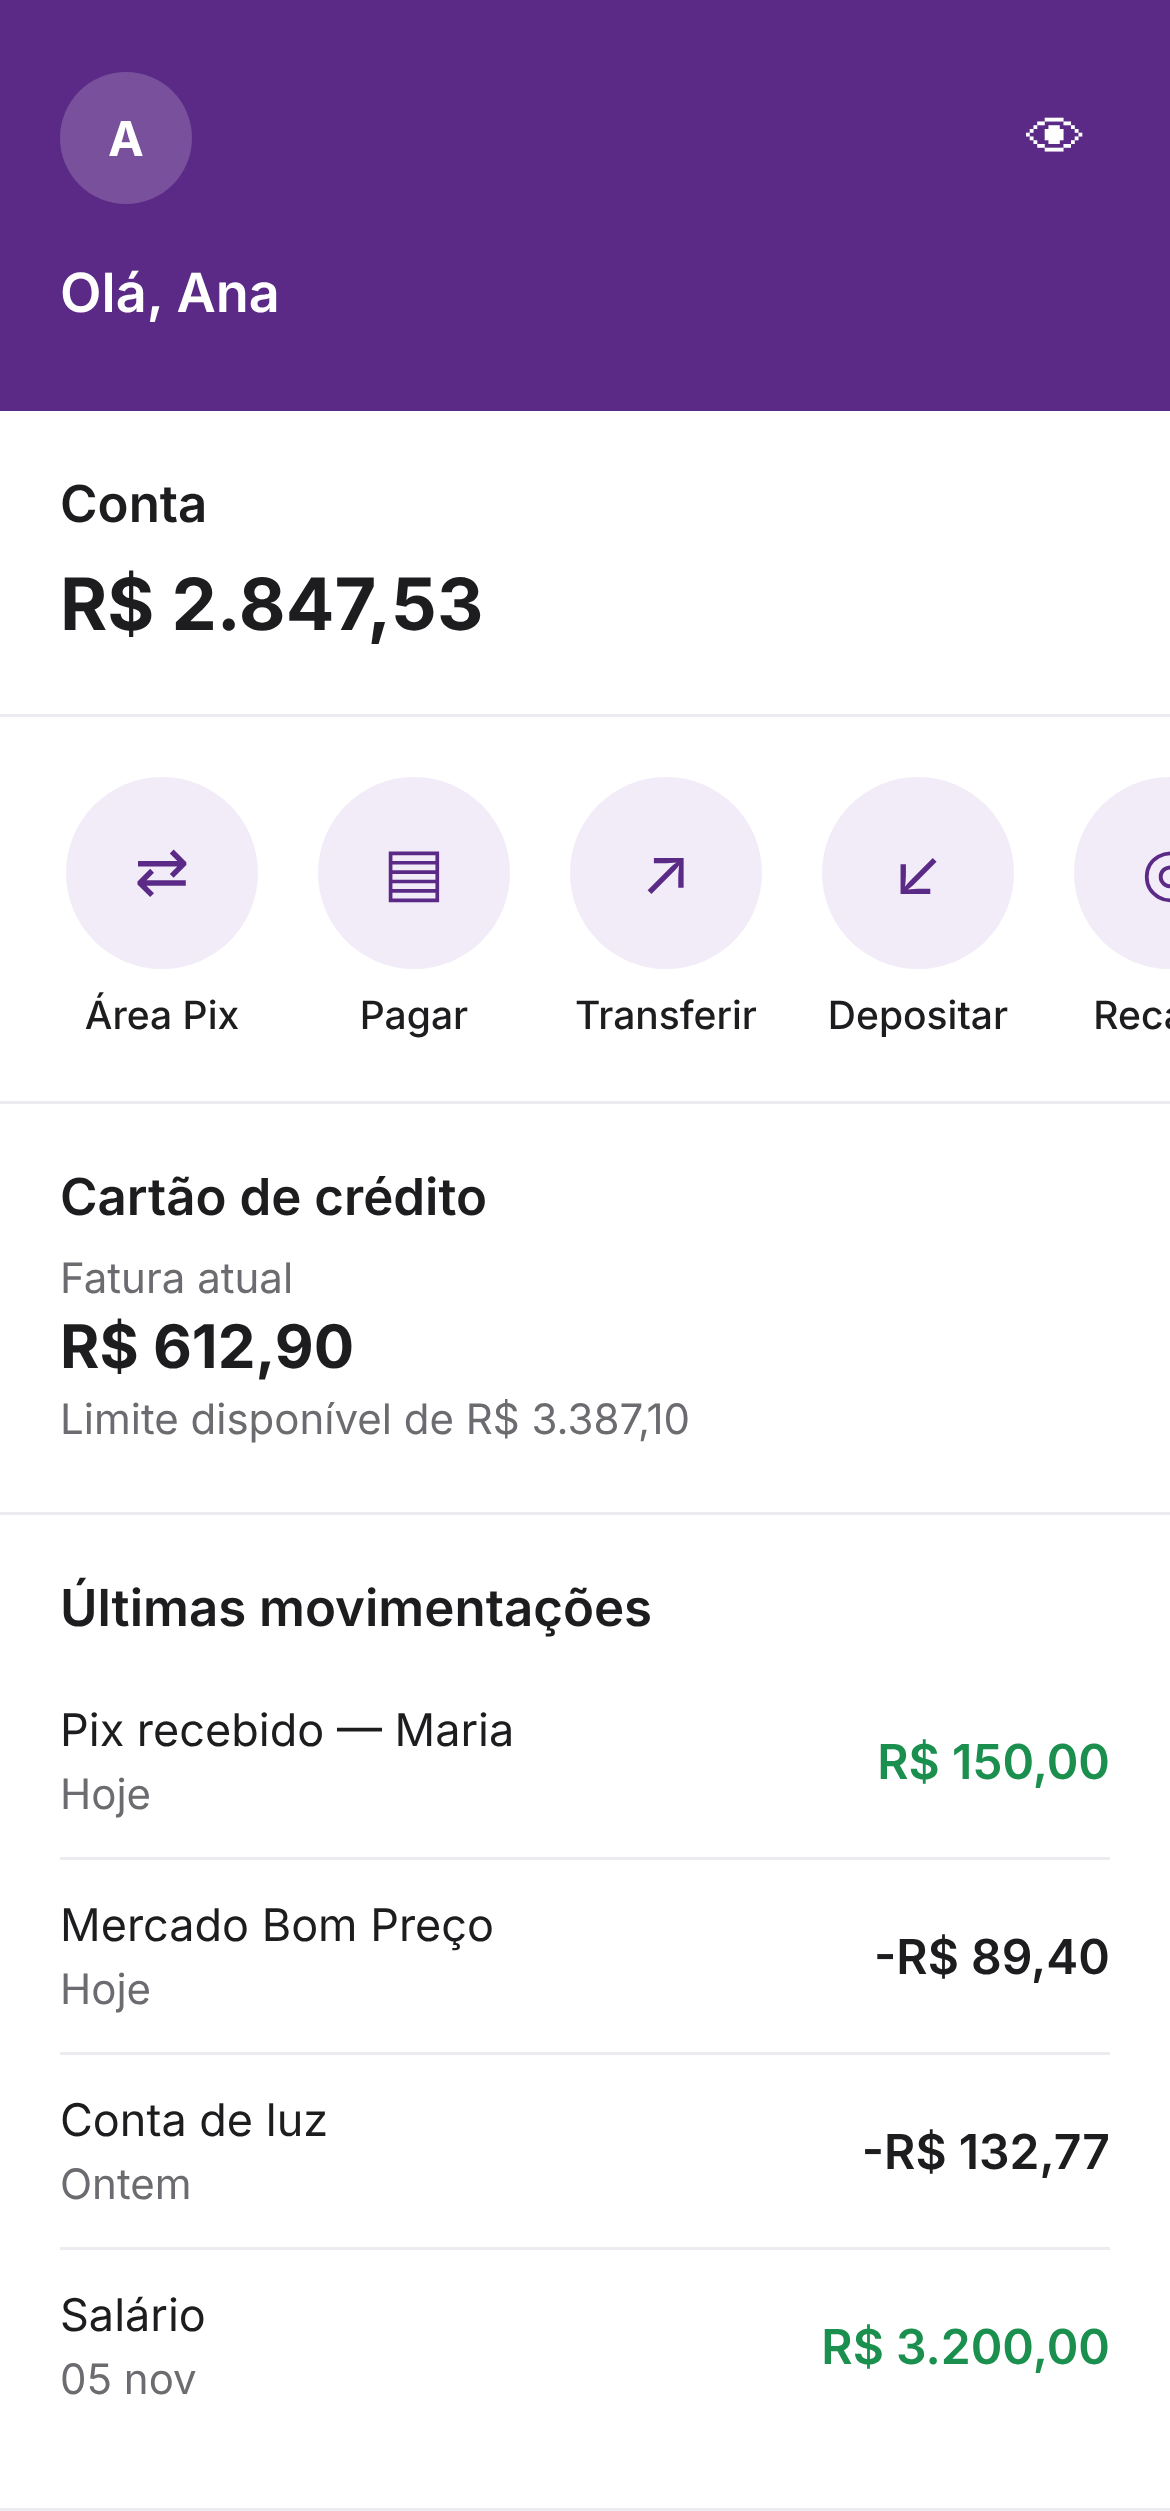 A
Olá, Ana
Conta
R$ 2.847,53
Área Pix
Pagar
Transferir
Depositar
Cartão de crédito
Fatura atual
R$ 612,90
Limite disponível de R$ 3.387,10
Últimas movimentações
Pix recebido — Maria
R$ 150,00
Hoje
Mercado Bom Preço
-R$ 89,40
Hoje
Conta de luz
-R$ 132,77
Ontem
Salário
R$ 3.200,00
05 nov